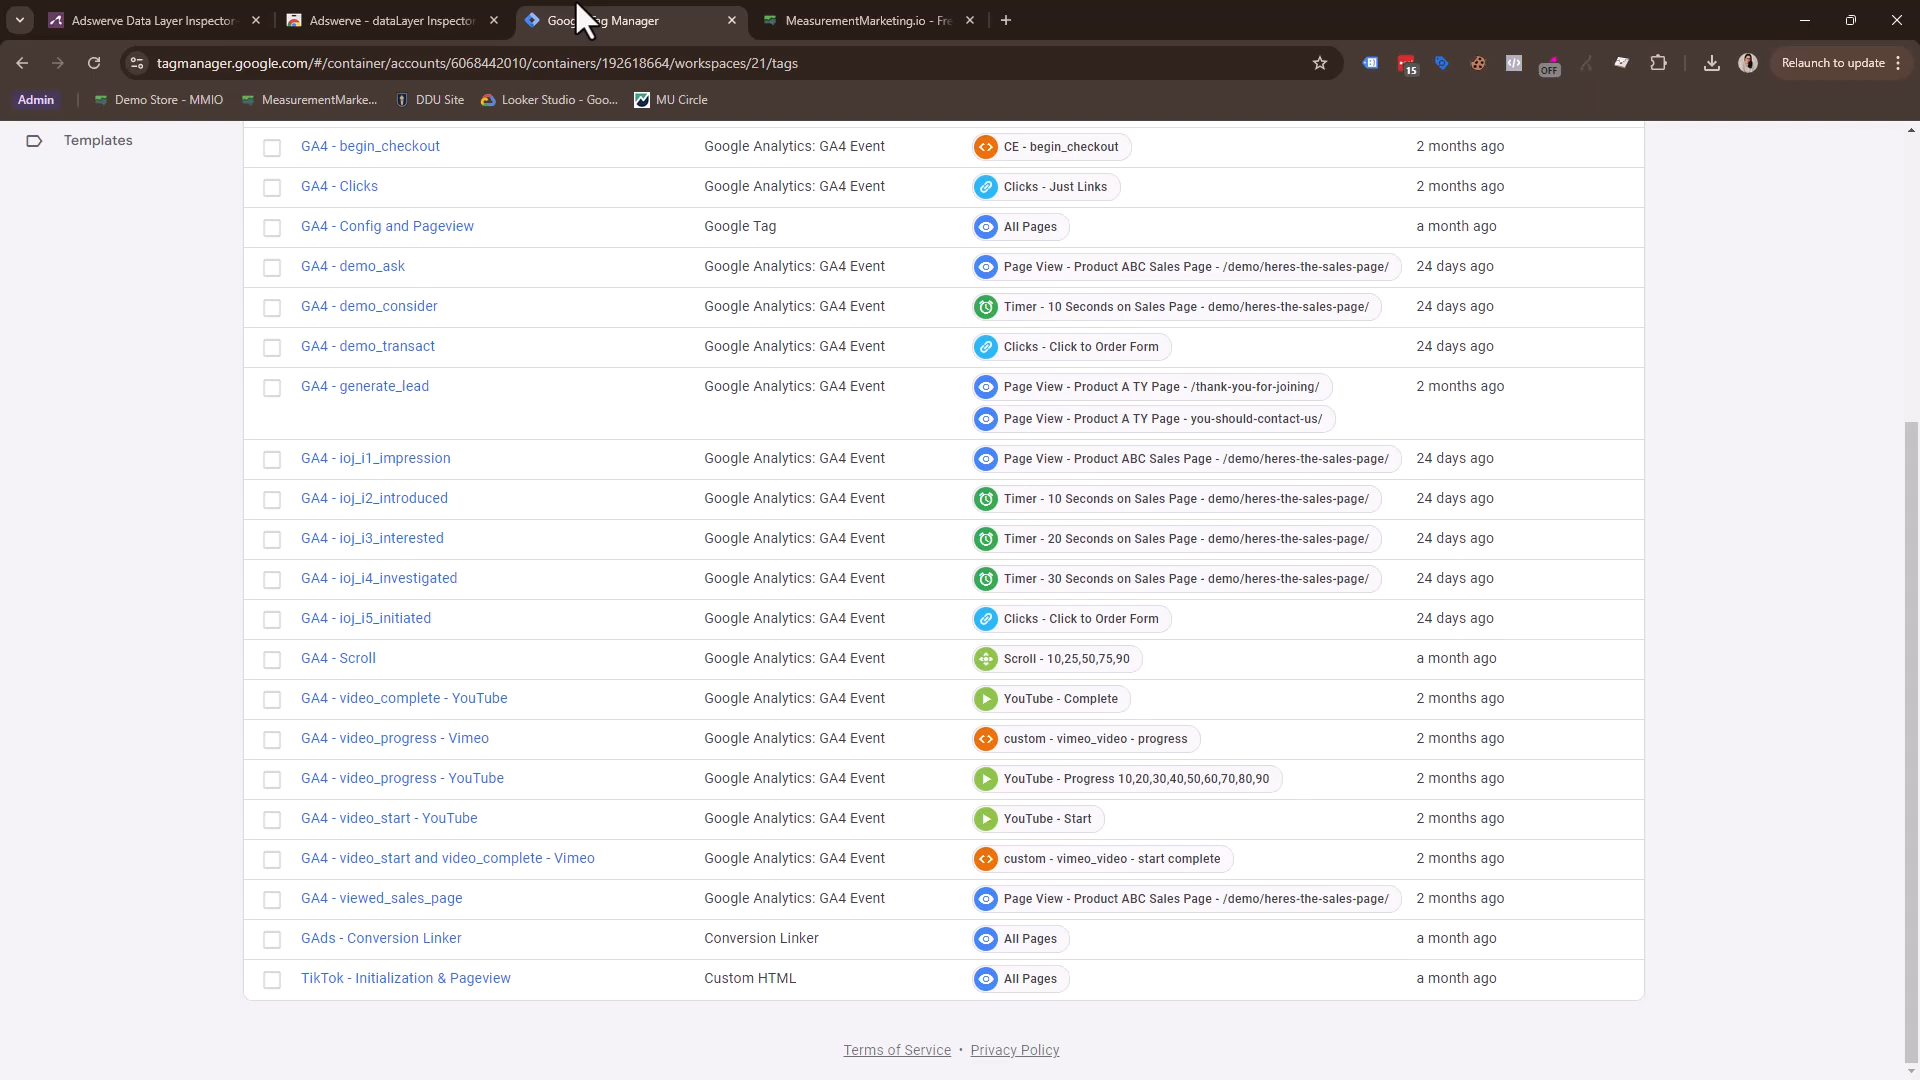 Adswerve Data Layer Inspector
Adswerve - dataLayer Inspector
Goog ag Manager
MeasurementMarketing.io - Fre
tagmanager.google.com/#/container/accounts/6068442010/containers/192618664/workspaces/21/tags
15
OFF
Relaunch to update
Admin
Demo Store - MMIO
MeasurementMarke...
DDU Site
Looker Studio - Goo...
MU Circle
Templates
GA4 - begin_checkout Google Analytics: GA4 Event CE - begin_checkout 2 months ago
GA4 - Clicks Google Analytics: GA4 Event Clicks - Just Links 2 months ago
GA4 - Config and Pageview Google Tag All Pages a month ago
GA4 - demo_ask Google Analytics: GA4 Event Page View - Product ABC Sales Page - /demo/heres-the-sales-page/ 24 days ago
GA4 - demo_consider Google Analytics: GA4 Event Timer - 10 Seconds on Sales Page - demo/heres-the-sales-page/ 24 days ago
GA4 - demo_transact Google Analytics: GA4 Event Clicks - Click to Order Form 24 days ago
GA4 - generate_lead Google Analytics: GA4 Event Page View - Product A TY Page - /thank-you-for-joining/ 2 months ago
Page View - Product A TY Page - you-should-contact-us/
GA4 - ioj_i1_impression Google Analytics: GA4 Event Page View - Product ABC Sales Page - /demo/heres-the-sales-page/ 24 days ago
GA4 - ioj_i2_introduced Google Analytics: GA4 Event Timer - 10 Seconds on Sales Page - demo/heres-the-sales-page/ 24 days ago
GA4 - ioj_i3_interested Google Analytics: GA4 Event Timer - 20 Seconds on Sales Page - demo/heres-the-sales-page/ 24 days ago
GA4 - ioj_i4_investigated Google Analytics: GA4 Event Timer - 30 Seconds on Sales Page - demo/heres-the-sales-page/ 24 days ago
GA4 - ioj_i5_initiated Google Analytics: GA4 Event Clicks - Click to Order Form 24 days ago
GA4 - Scroll Google Analytics: GA4 Event Scroll - 10,25,50,75,90 a month ago
GA4 - video_complete - YouTube Google Analytics: GA4 Event YouTube - Complete 2 months ago
GA4 - video_progress - Vimeo Google Analytics: GA4 Event custom - vimeo_video - progress 2 months ago
GA4 - video_progress - YouTube Google Analytics: GA4 Event YouTube - Progress 10,20,30,40,50,60,70,80,90 2 months ago
GA4 - video_start - YouTube Google Analytics: GA4 Event YouTube - Start 2 months ago
GA4 - video_start and video_complete - Vimeo Google Analytics: GA4 Event custom - vimeo_video - start complete 2 months ago
GA4 - viewed_sales_page Google Analytics: GA4 Event Page View - Product ABC Sales Page - /demo/heres-the-sales-page/ 2 months ago
GAds - Conversion Linker Conversion Linker All Pages a month ago
TikTok - Initialization & Pageview Custom HTML All Pages a month ago
Terms of Service • Privacy Policy